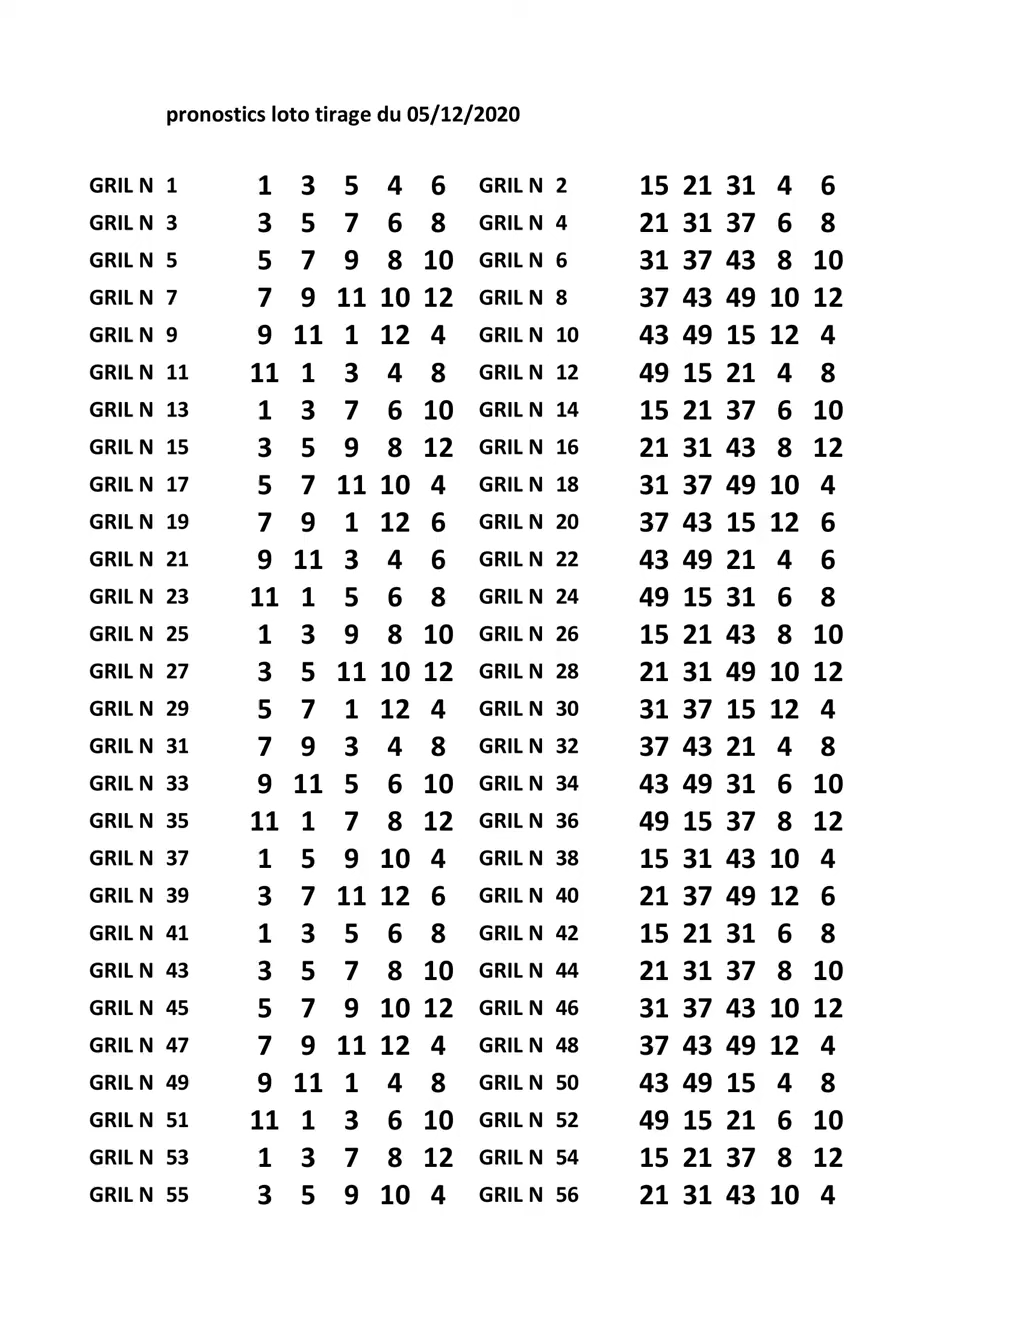 pronostics loto tirage du 05/12/2020
GRIL N 1 1 3 5 4 6 GRIL N 2 15 21 31 4 6
GRIL N 3 3 5 7 6 8 GRIL N 4 21 31 37 6 8
GRIL N 5 5 7 9 8 10 GRIL N 6 31 37 43 8 10
GRIL N 7 7 9 11 10 12 GRIL N 8 37 43 49 10 12
GRIL N 9 9 11 1 12 4 GRIL N 10 43 49 15 12 4
GRIL N 11 11 1 3 4 8 GRIL N 12 49 15 21 4 8
GRIL N 13 1 3 7 6 10 GRIL N 14 15 21 37 6 10
GRIL N 15 3 5 9 8 12 GRIL N 16 21 31 43 8 12
GRIL N 17 5 7 11 10 4 GRIL N 18 31 37 49 10 4
GRIL N 19 7 9 1 12 6 GRIL N 20 37 43 15 12 6
GRIL N 21 9 11 3 4 6 GRIL N 22 43 49 21 4 6
GRIL N 23 11 1 5 6 8 GRIL N 24 49 15 31 6 8
GRIL N 25 1 3 9 8 10 GRIL N 26 15 21 43 8 10
GRIL N 27 3 5 11 10 12 GRIL N 28 21 31 49 10 12
GRIL N 29 5 7 1 12 4 GRIL N 30 31 37 15 12 4
GRIL N 31 7 9 3 4 8 GRIL N 32 37 43 21 4 8
GRIL N 33 9 11 5 6 10 GRIL N 34 43 49 31 6 10
GRIL N 35 11 1 7 8 12 GRIL N 36 49 15 37 8 12
GRIL N 37 1 5 9 10 4 GRIL N 38 15 31 43 10 4
GRIL N 39 3 7 11 12 6 GRIL N 40 21 37 49 12 6
GRIL N 41 1 3 5 6 8 GRIL N 42 15 21 31 6 8
GRIL N 43 3 5 7 8 10 GRIL N 44 21 31 37 8 10
GRIL N 45 5 7 9 10 12 GRIL N 46 31 37 43 10 12
GRIL N 47 7 9 11 12 4 GRIL N 48 37 43 49 12 4
GRIL N 49 9 11 1 4 8 GRIL N 50 43 49 15 4 8
GRIL N 51 11 1 3 6 10 GRIL N 52 49 15 21 6 10
GRIL N 53 1 3 7 8 12 GRIL N 54 15 21 37 8 12
GRIL N 55 3 5 9 10 4 GRIL N 56 21 31 43 10 4